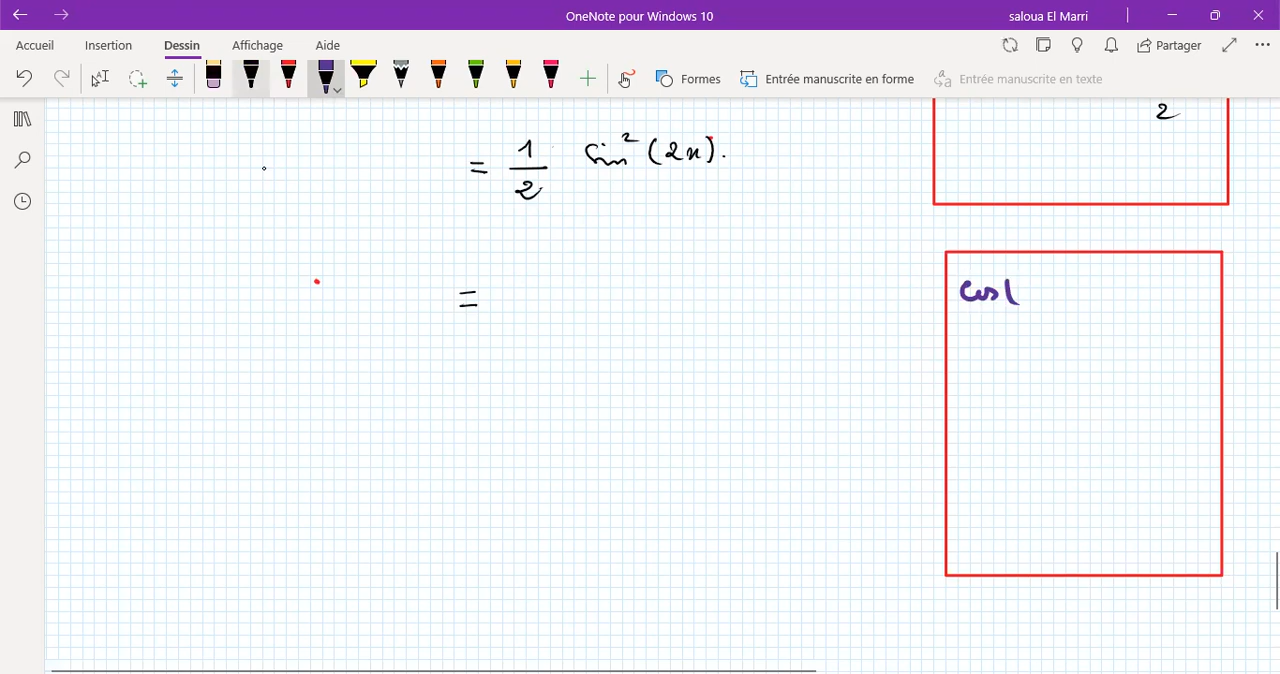 OneNote pour Windows 10
saloua El Marri
Accueil Insertion Dessin Affichage Aide
Partager
Formes Entrée manuscrite en forme Entrée manuscrite en texte
2
= 1/2 sin² (2x).
=
cos(